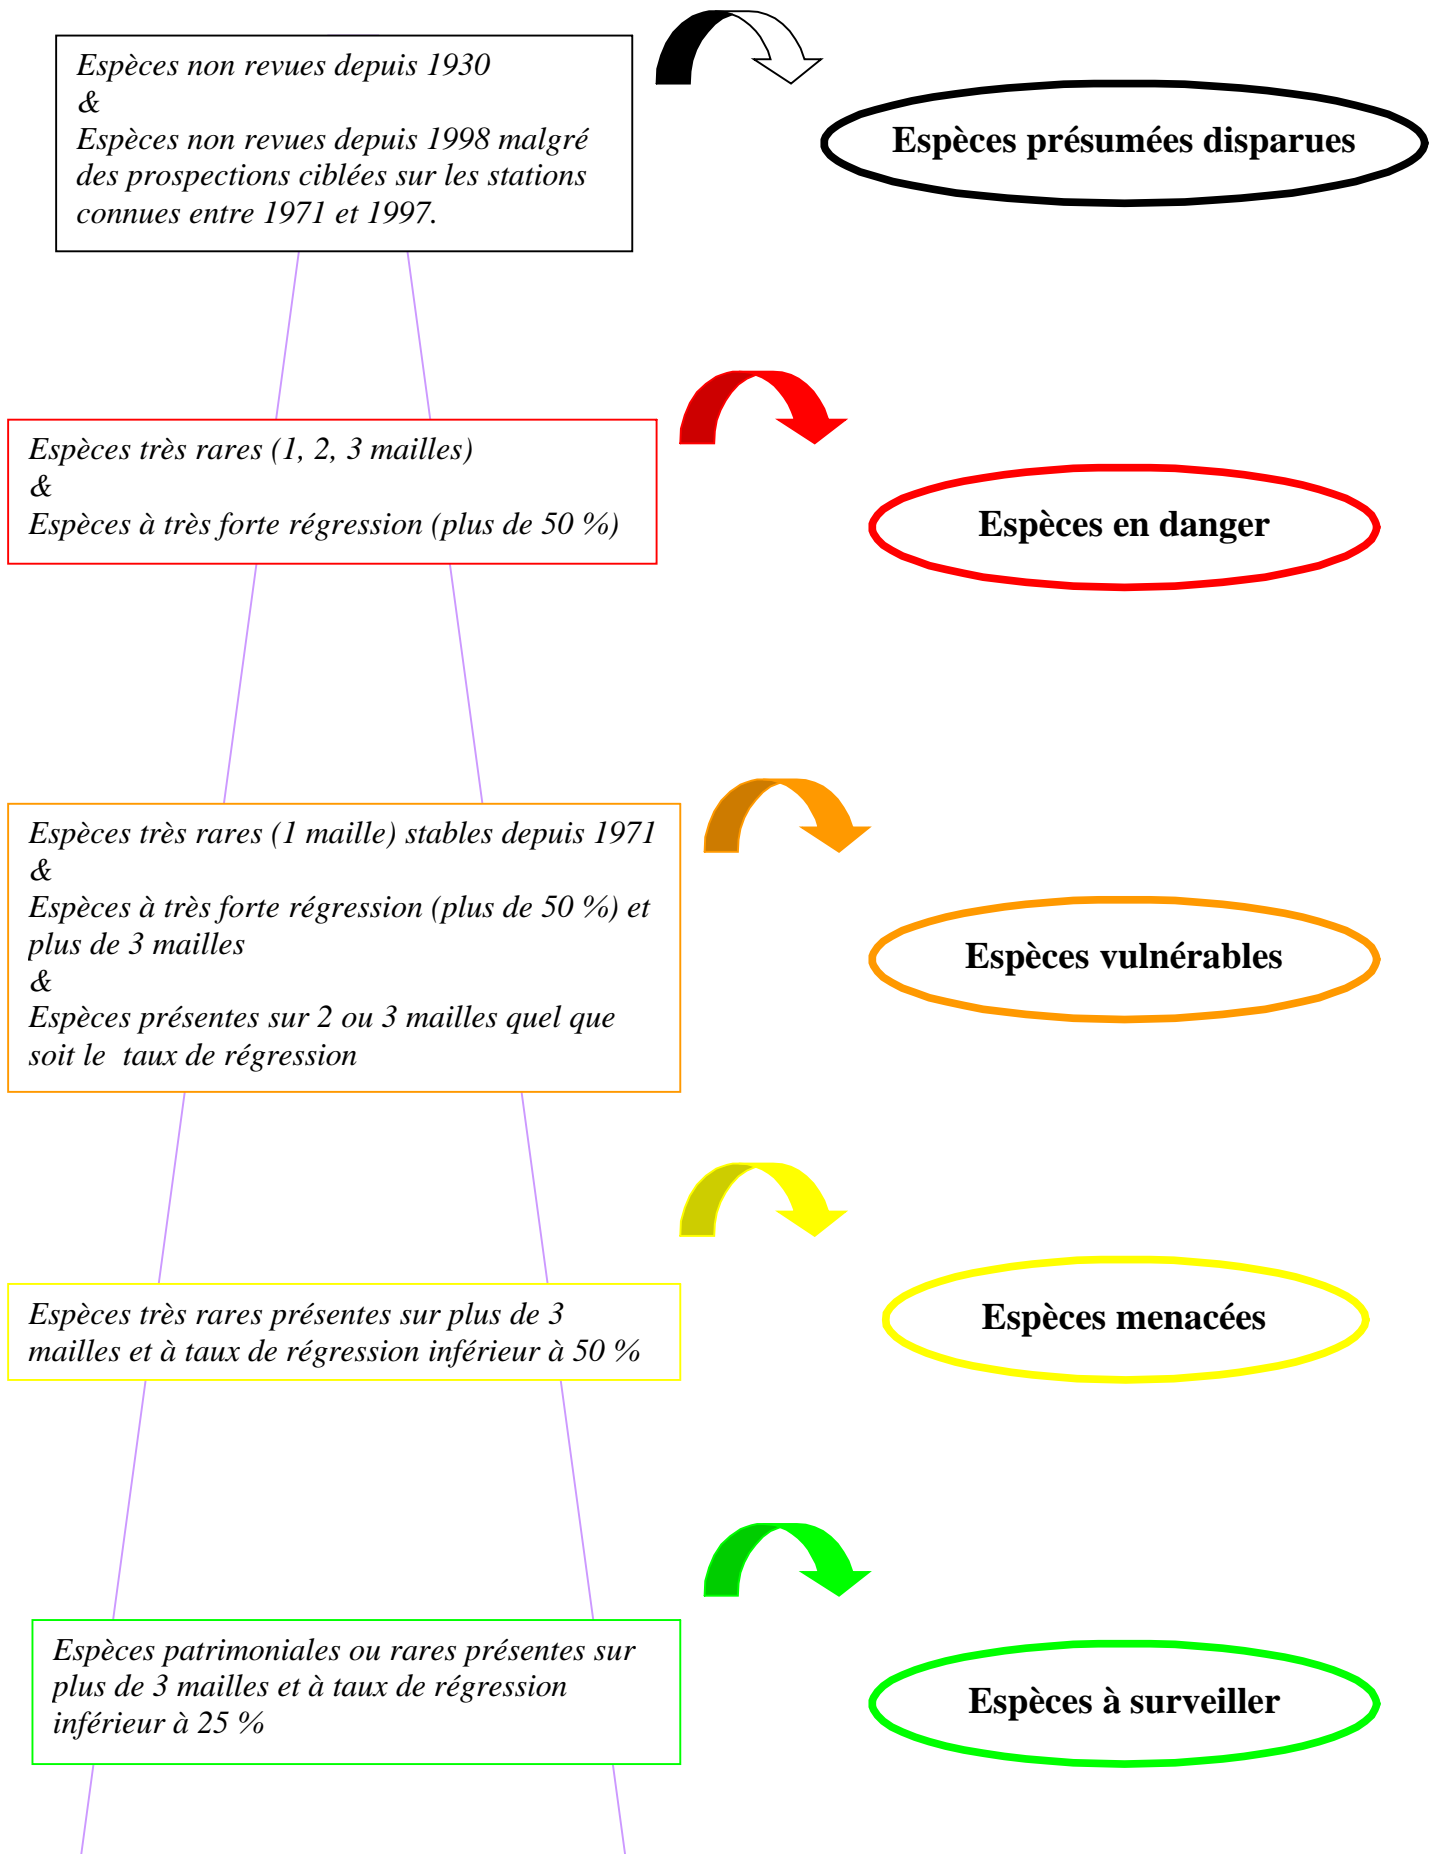 Espèces non revues depuis 1930
&
Espèces non revues depuis 1998 malgré
des prospections ciblées sur les stations
connues entre 1971 et 1997.
Espèces présumées disparues
Espèces très rares (1, 2, 3 mailles)
&
Espèces à très forte régression (plus de 50 %)
Espèces en danger
Espèces très rares (1 maille) stables depuis 1971
&
Espèces à très forte régression (plus de 50 %) et
plus de 3 mailles
&
Espèces présentes sur 2 ou 3 mailles quel que
soit le  taux de régression
Espèces vulnérables
Espèces très rares présentes sur plus de 3
mailles et à taux de régression inférieur à 50 %
Espèces menacées
Espèces patrimoniales ou rares présentes sur
plus de 3 mailles et à taux de régression
inférieur à 25 %
Espèces à surveiller